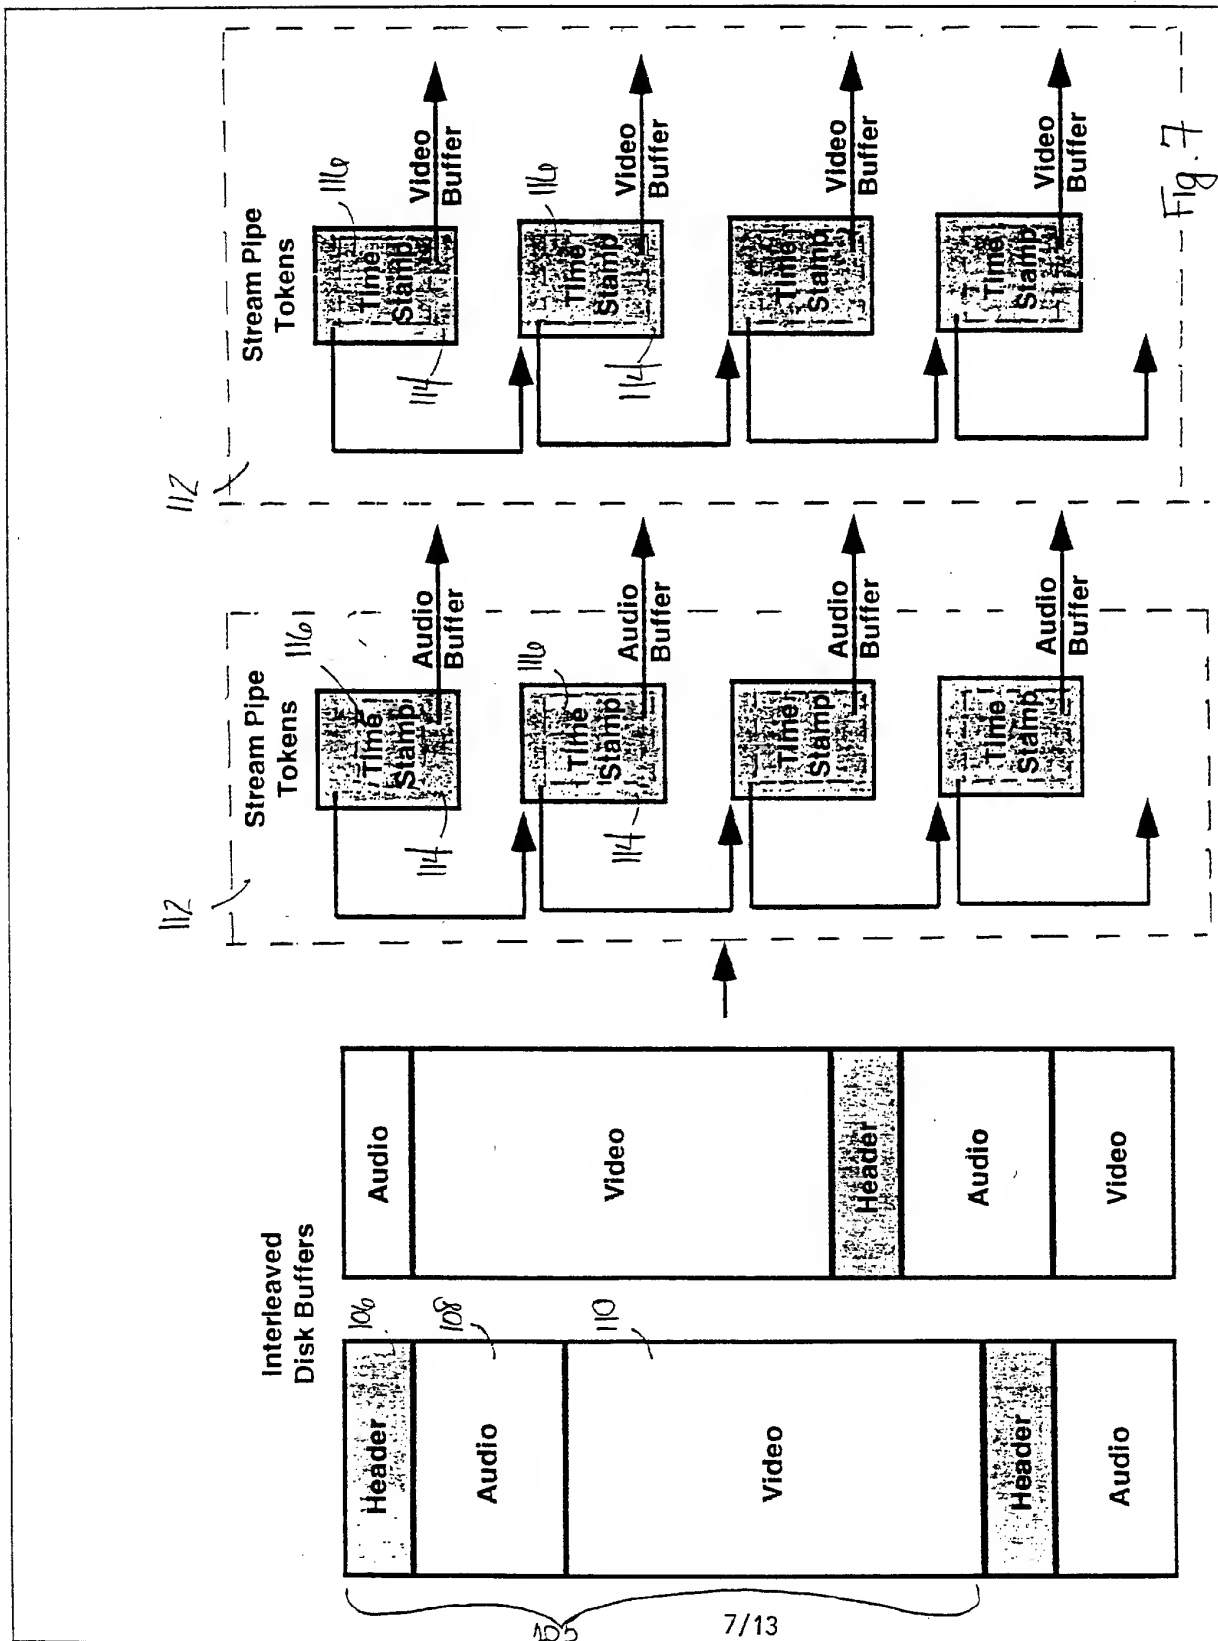 Interleaved
Disk Buffers
106
Header
108
Audio
110
Video
Header
Audio
105
Audio
Video
Header
Audio
Video
112
Stream Pipe
Tokens
116
Time
Stamp
114
Audio
Buffer
116
Time
Stamp
114
Audio
Buffer
Time
Stamp
Audio
Buffer
Time
Stamp
Audio
Buffer
112
Stream Pipe
Tokens
116
Time
Stamp
114
Video
Buffer
116
Time
Stamp
114
Video
Buffer
Time
Stamp
Video
Buffer
Time
Stamp
Video
Buffer
Fig. 7
7/13